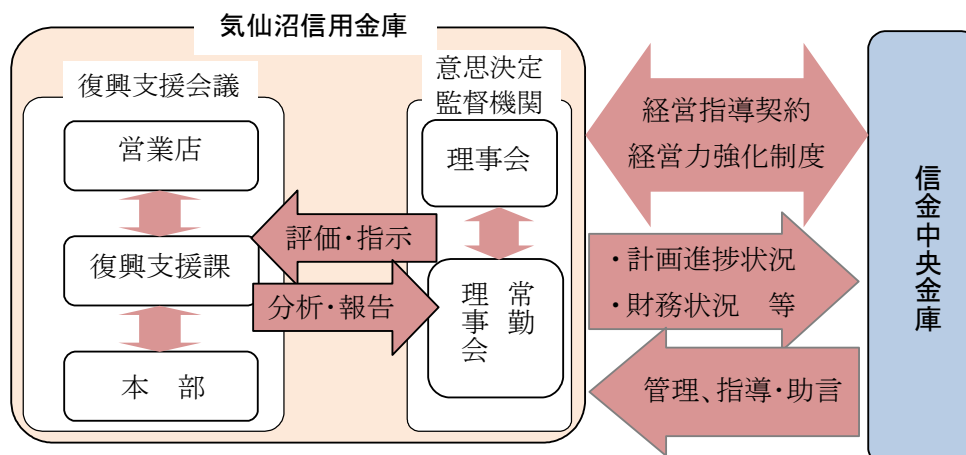 気仙沼信用金庫
復興支援会議
営業店
復興支援課
本　部
意思決定
監督機関
理事会
常勤
理事会
評価・指示
分析・報告
経営指導契約
経営力強化制度
・計画進捗状況
・財務状況　等
管理、指導・助言
信金中央金庫